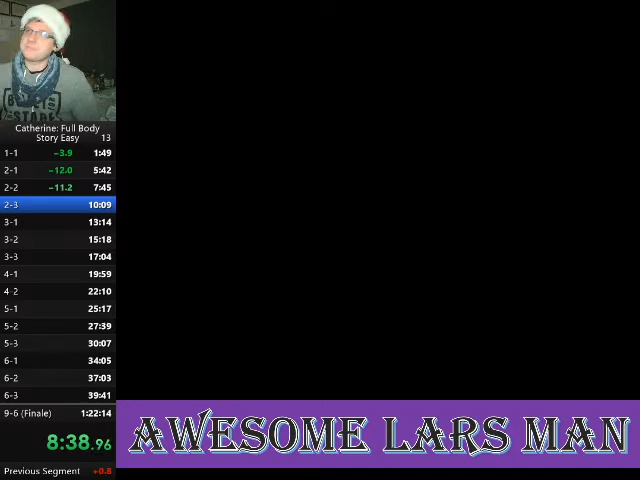 Catherine: Full Body
Story Easy 13
1-1 −3.9 1:49
2-1 −12.0 5:42
2-2 −11.2 7:45
2-3 10:09
3-1 13:14
3-2 15:18
3-3 17:04
4-1 19:59
4-2 22:10
5-1 25:17
5-2 27:39
5-3 30:07
6-1 34:05
6-2 37:03
6-3 39:41
9-6 (Finale) 1:22:14
8:38.96
Previous Segment +0.8
AWESOME LARS MAN